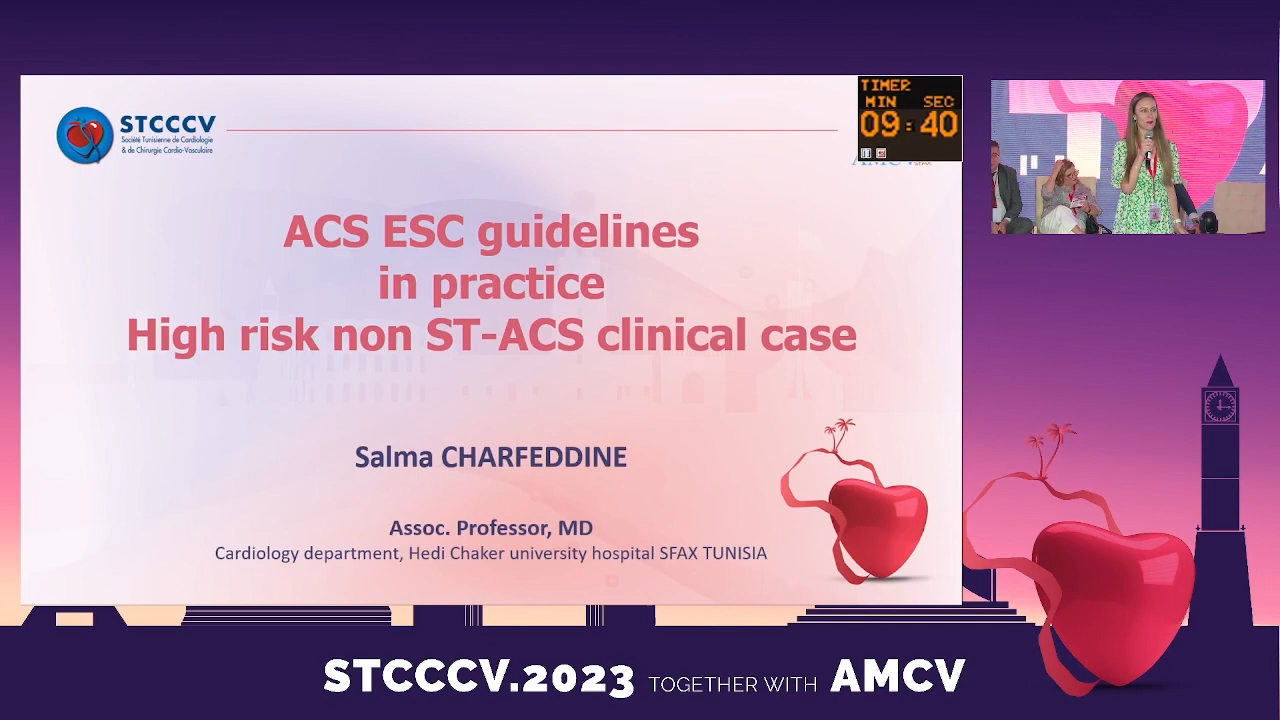 STCCCV
Société Tunisienne de Cardiologie
& de Chirurgie Cardio-Vasculaire
TIMER
MIN SEC
09:40
ACS ESC guidelines
in practice
High risk non ST-ACS clinical case
Salma CHARFEDDINE
Assoc. Professor, MD
Cardiology department, Hedi Chaker university hospital SFAX TUNISIA
STCCCV.2023 TOGETHER WITH AMCV